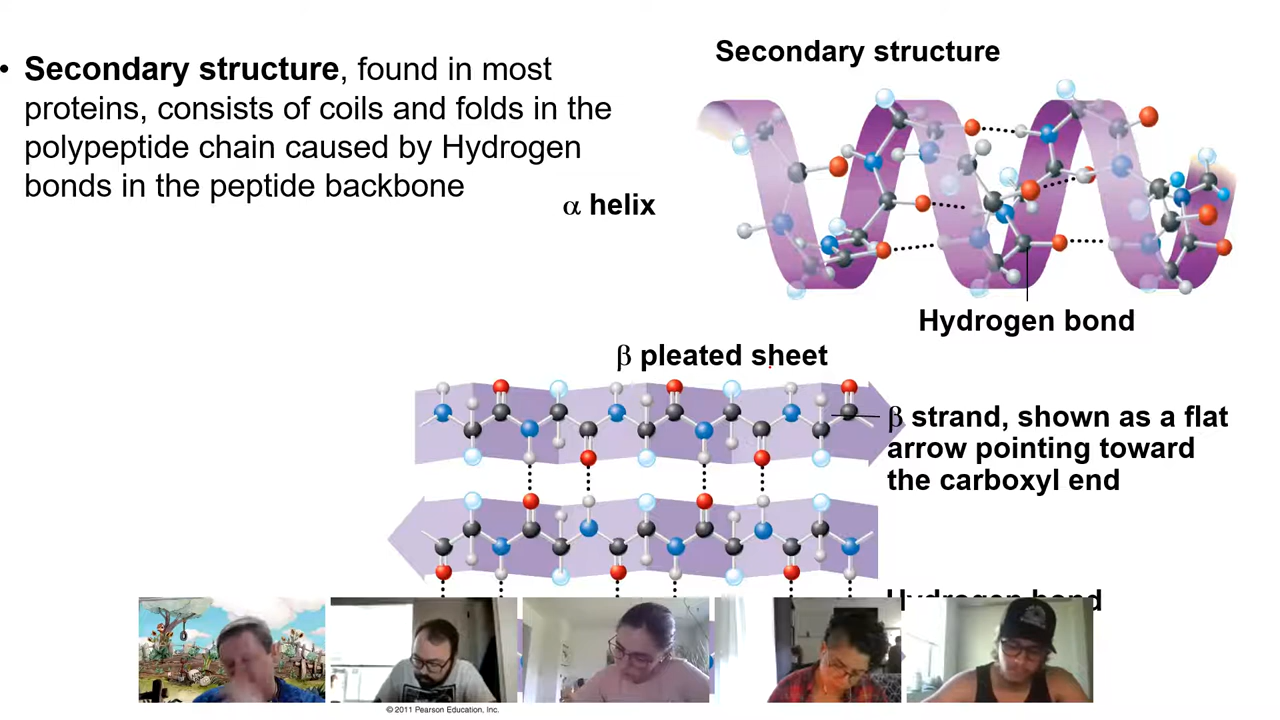 Secondary structure
• Secondary structure, found in most
proteins, consists of coils and folds in the
polypeptide chain caused by Hydrogen
bonds in the peptide backbone
α helix
Hydrogen bond
β pleated sheet
β strand, shown as a flat
arrow pointing toward
the carboxyl end
Hydrogen bond
© 2011 Pearson Education, Inc.